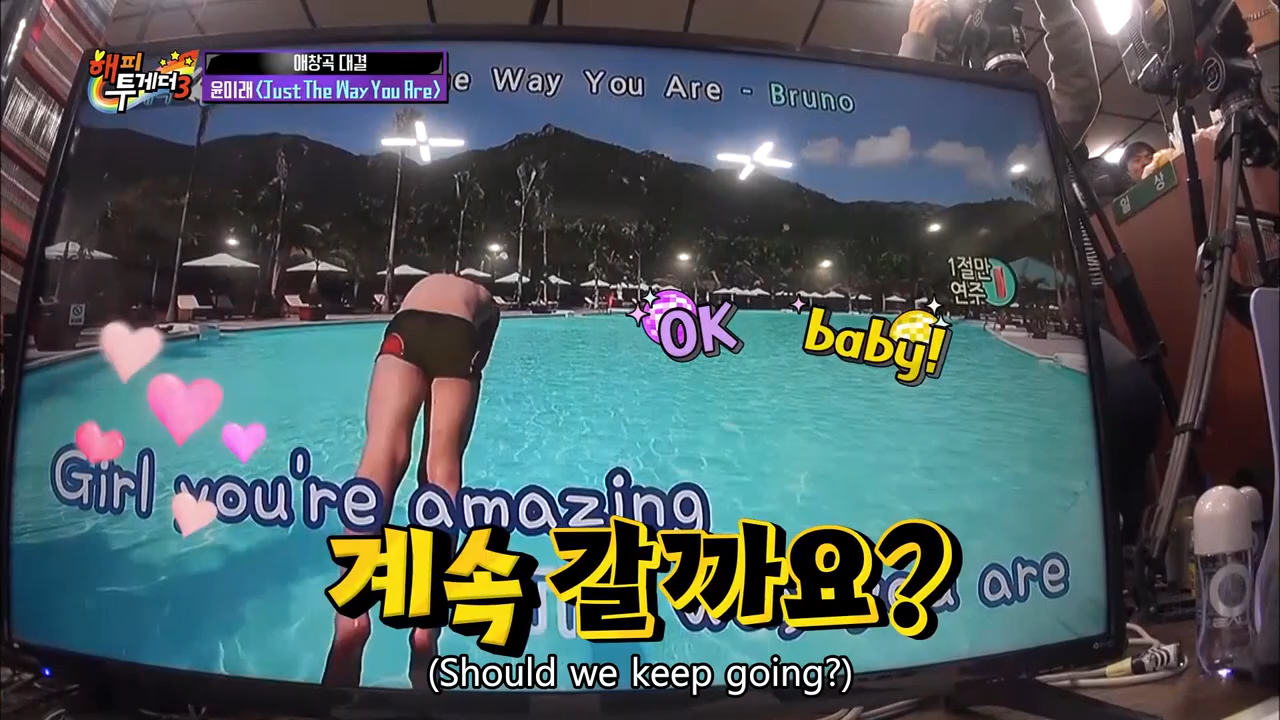 해피
투게더3
애창곡 대결
윤미래 <Just The Way You Are>
e Way You Are - Bruno
일상
1절만
연주
OK baby!
Girl you're amazing
are
계속 갈까요?
(Should we keep going?)